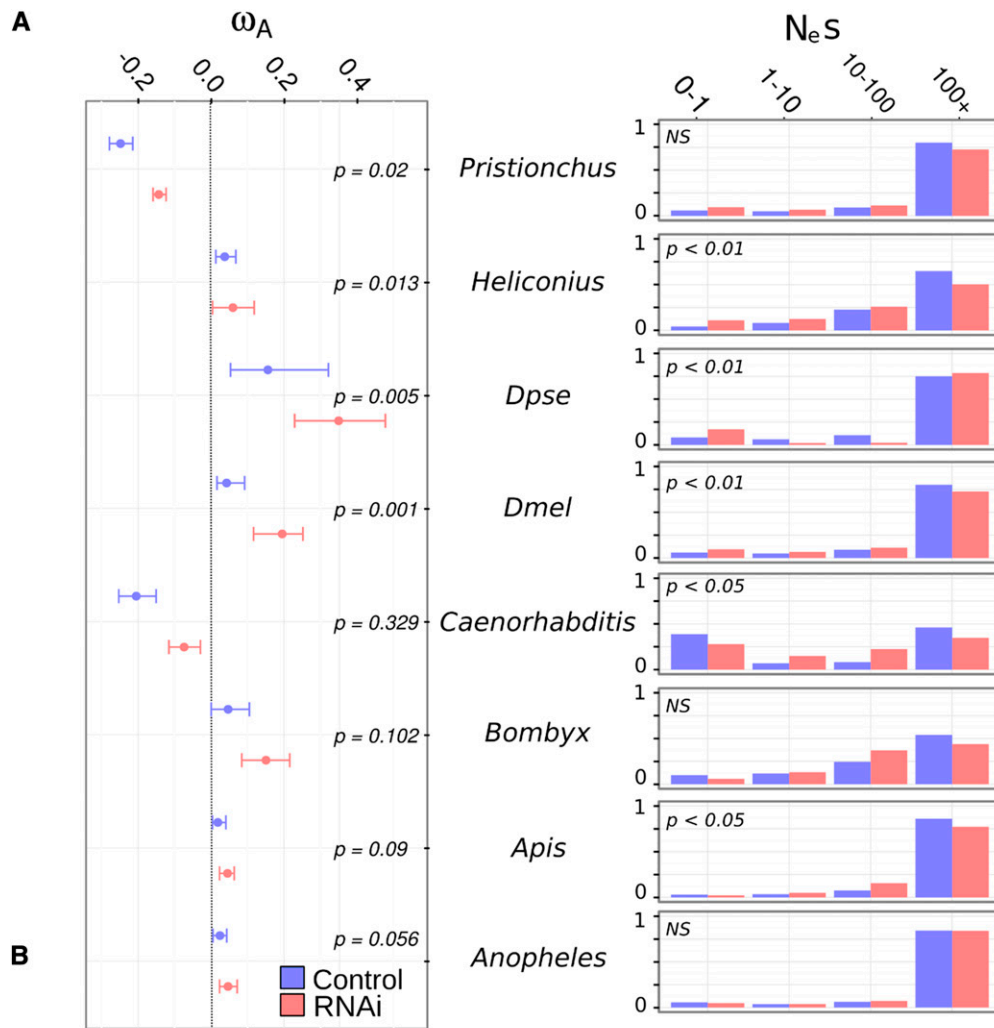 A
ωA
NeS
-0.2 0.0 0.2 0.4
0-1 1-10 10-100 100+
p = 0.02
Pristionchus
1
NS
0
p = 0.013
Heliconius
1
p < 0.01
0
p = 0.005
Dpse
1
p < 0.01
0
p = 0.001
Dmel
1
p < 0.01
0
p = 0.329
Caenorhabditis
1
p < 0.05
0
p = 0.102
Bombyx
1
NS
0
p = 0.09
Apis
1
p < 0.05
0
B
p = 0.056
Anopheles
1
NS
0
Control
RNAi